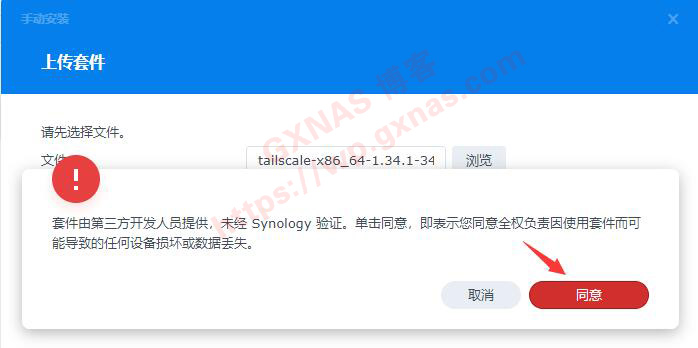 手动安装
上传套件
请先选择文件。
文件
tailscale-x86_64-1.34.1-34
浏览
套件由第三方开发人员提供，未经 Synology 验证。单击同意，即表示您同意全权负责因使用套件而可
能导致的任何设备损坏或数据丢失。
取消
同意
GXNAS 博客
https://wp.gxnas.com